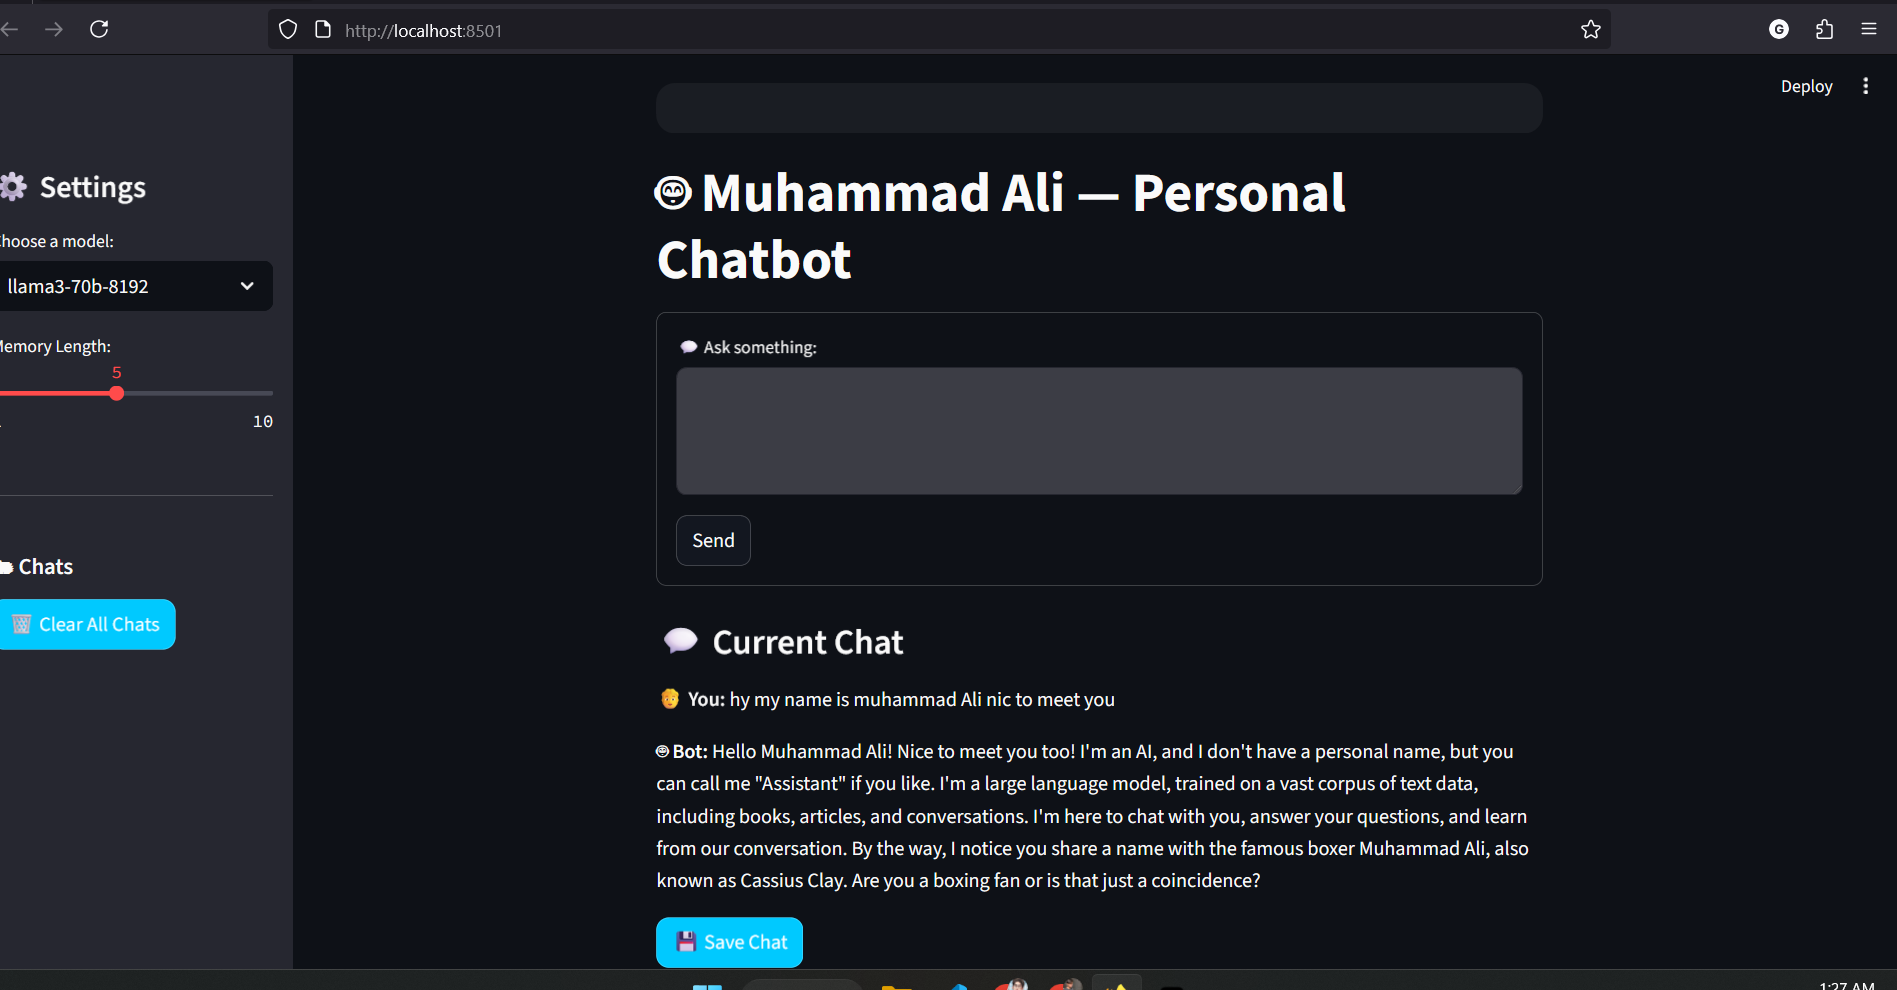 http://localhost:8501
Deploy
Settings
hoose a model:
llama3-70b-8192
emory Length:
5
10
Chats
Clear All Chats
Muhammad Ali — Personal
Chatbot
Ask something:
Send
Current Chat
You: hy my name is muhammad Ali nic to meet you
Bot: Hello Muhammad Ali! Nice to meet you too! I'm an AI, and I don't have a personal name, but you
can call me "Assistant" if you like. I'm a large language model, trained on a vast corpus of text data,
including books, articles, and conversations. I'm here to chat with you, answer your questions, and learn
from our conversation. By the way, I notice you share a name with the famous boxer Muhammad Ali, also
known as Cassius Clay. Are you a boxing fan or is that just a coincidence?
Save Chat
1:27 AM